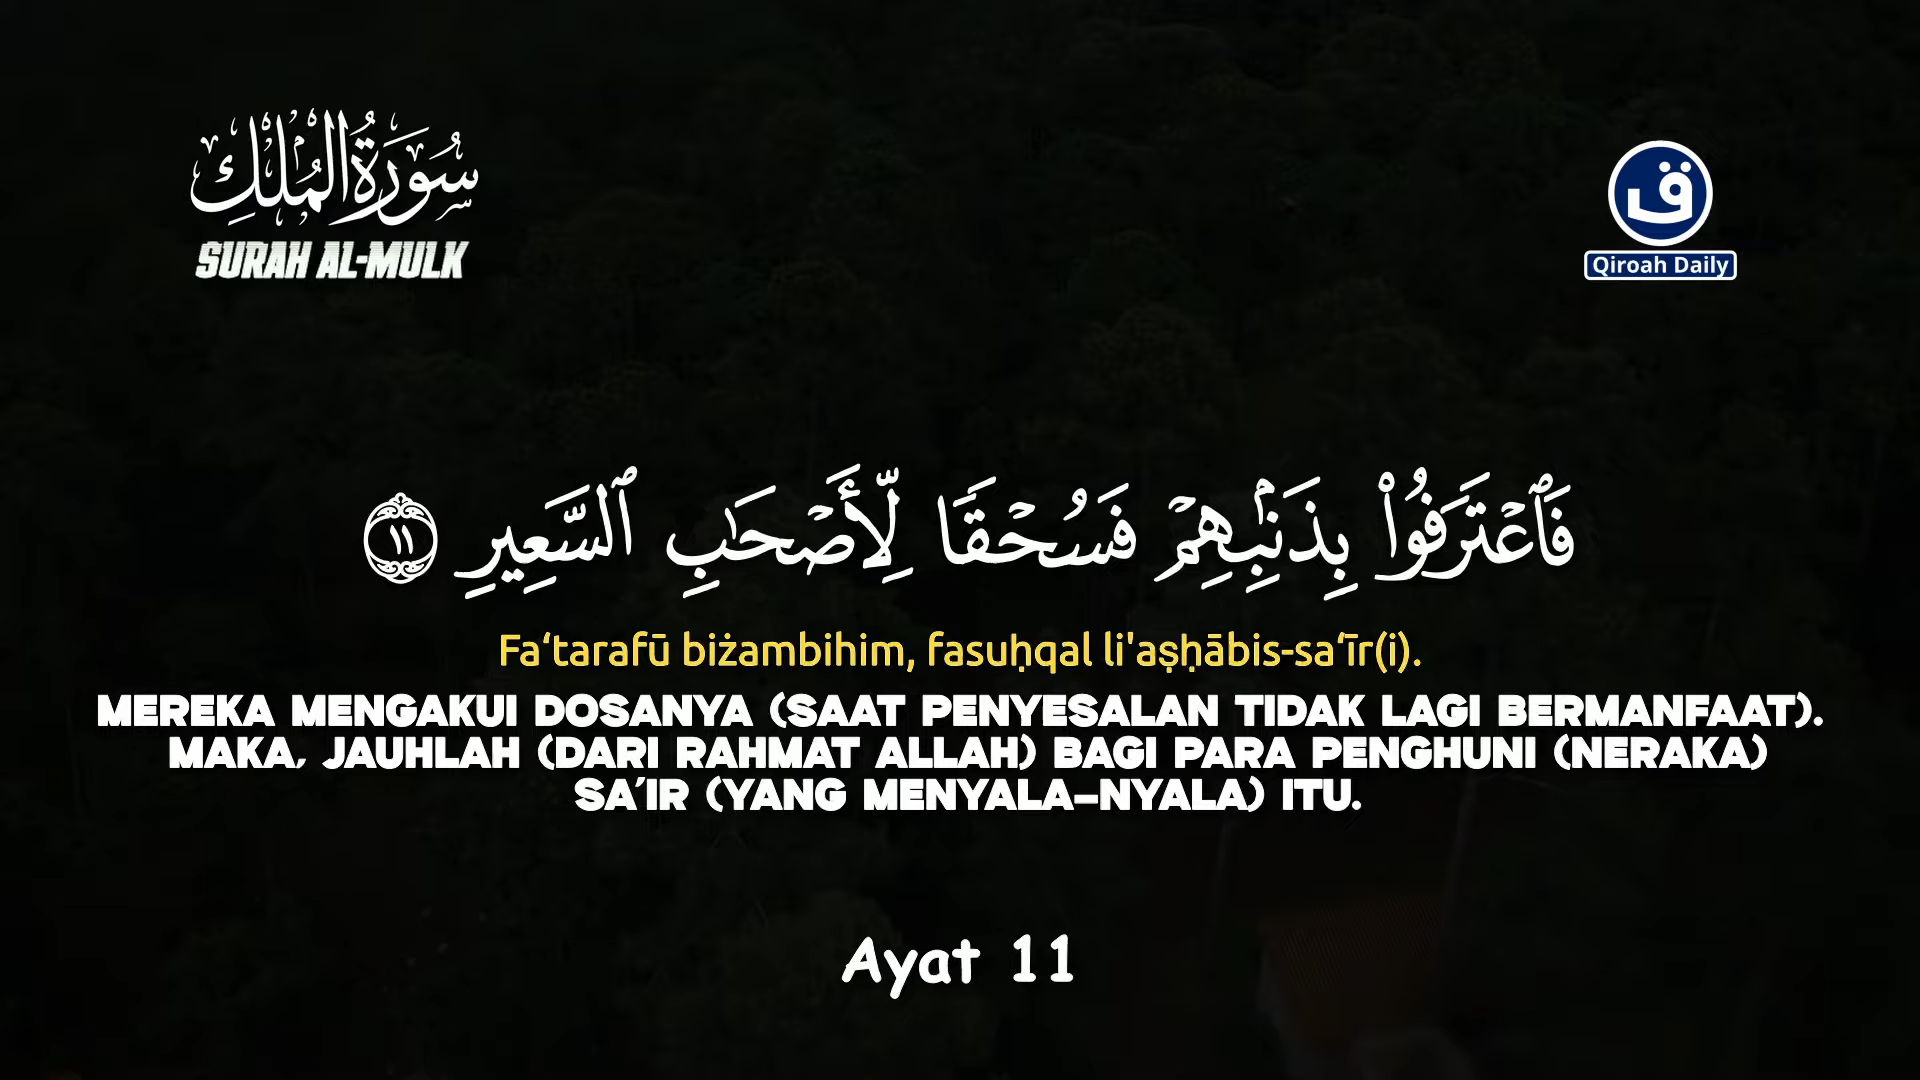 سُورَةُ الْمُلْكِ
SURAH AL-MULK
ق
Qiroah Daily
فَٱعۡتَرَفُواْ بِذَنۢبِهِمۡ فَسُحۡقٗا لِّأَصۡحَٰبِ ٱلسَّعِيرِ ١١
Fa‘tarafū biżambihim, fasuḥqal li'aṣḥābis-sa‘īr(i).
MEREKA MENGAKUI DOSANYA (SAAT PENYESALAN TIDAK LAGI BERMANFAAT).
MAKA, JAUHLAH (DARI RAHMAT ALLAH) BAGI PARA PENGHUNI (NERAKA)
SA'IR (YANG MENYALA-NYALA) ITU.
Ayat 11